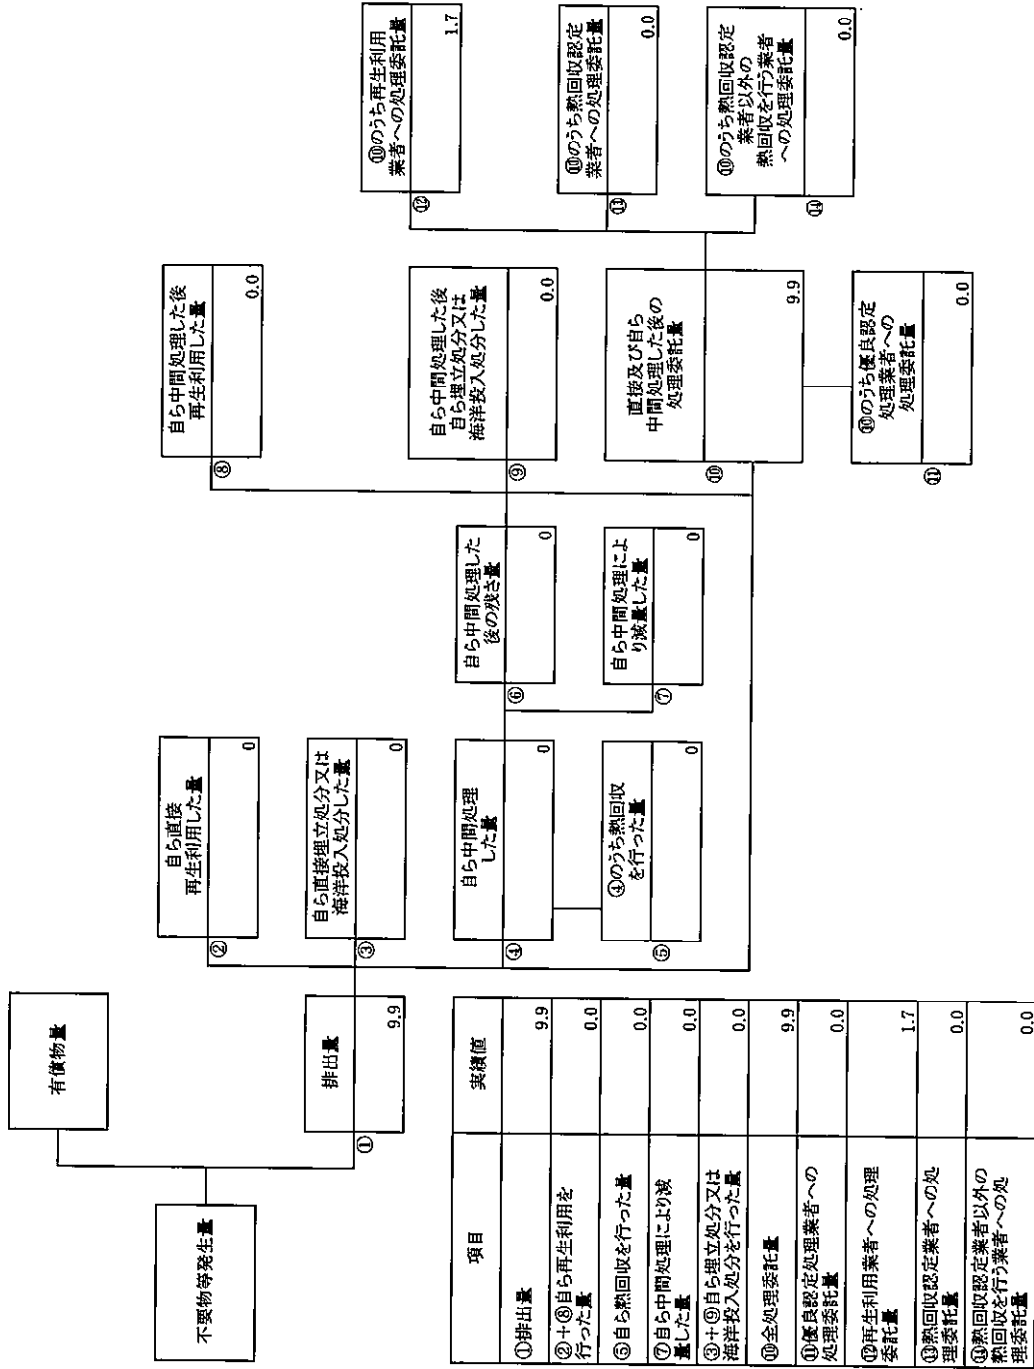 不要物等発生量
有償物量
①
排出量
9.9
②
自ら直接
再生利用した量
0
③
自ら直接埋立処分又は
海洋投入処分した量
0
④
自ら中間処理
した量
0
⑤
④のうち熱回収
を行った量
0
⑥
自ら中間処理した
後の残さ量
0
⑦
自ら中間処理によ
り減量した量
0
⑧
自ら中間処理した後
再生利用した量
0.0
⑨
自ら中間処理した後
自ら埋立処分又は
海洋投入処分した量
0.0
⑩
直接及び自ら
中間処理した後の
処理委託量
9.9
⑪
⑩のうち優良認定
処理業者への
処理委託量
0.0
⑫
⑩のうち再生利用
業者への処理委託量
1.7
⑬
⑩のうち熱回収認定
業者への処理委託量
0.0
⑭
⑩のうち熱回収認定
業者以外の
熱回収を行う業者
への処理委託量
0.0
項目
実績値
①排出量
9.9
②+⑧自ら再生利用を
行った量
0.0
⑤自ら熱回収を行った量
0.0
⑦自ら中間処理により減
量した量
0.0
③+⑨自ら埋立処分又は
海洋投入処分を行った量
0.0
⑩全処理委託量
9.9
⑪優良認定処理業者への
処理委託量
0.0
⑫再生利用業者への処理
委託量
1.7
⑬熱回収認定業者への処
理委託量
0.0
⑭熱回収認定業者以外の
熱回収を行う業者への処
理委託量
0.0